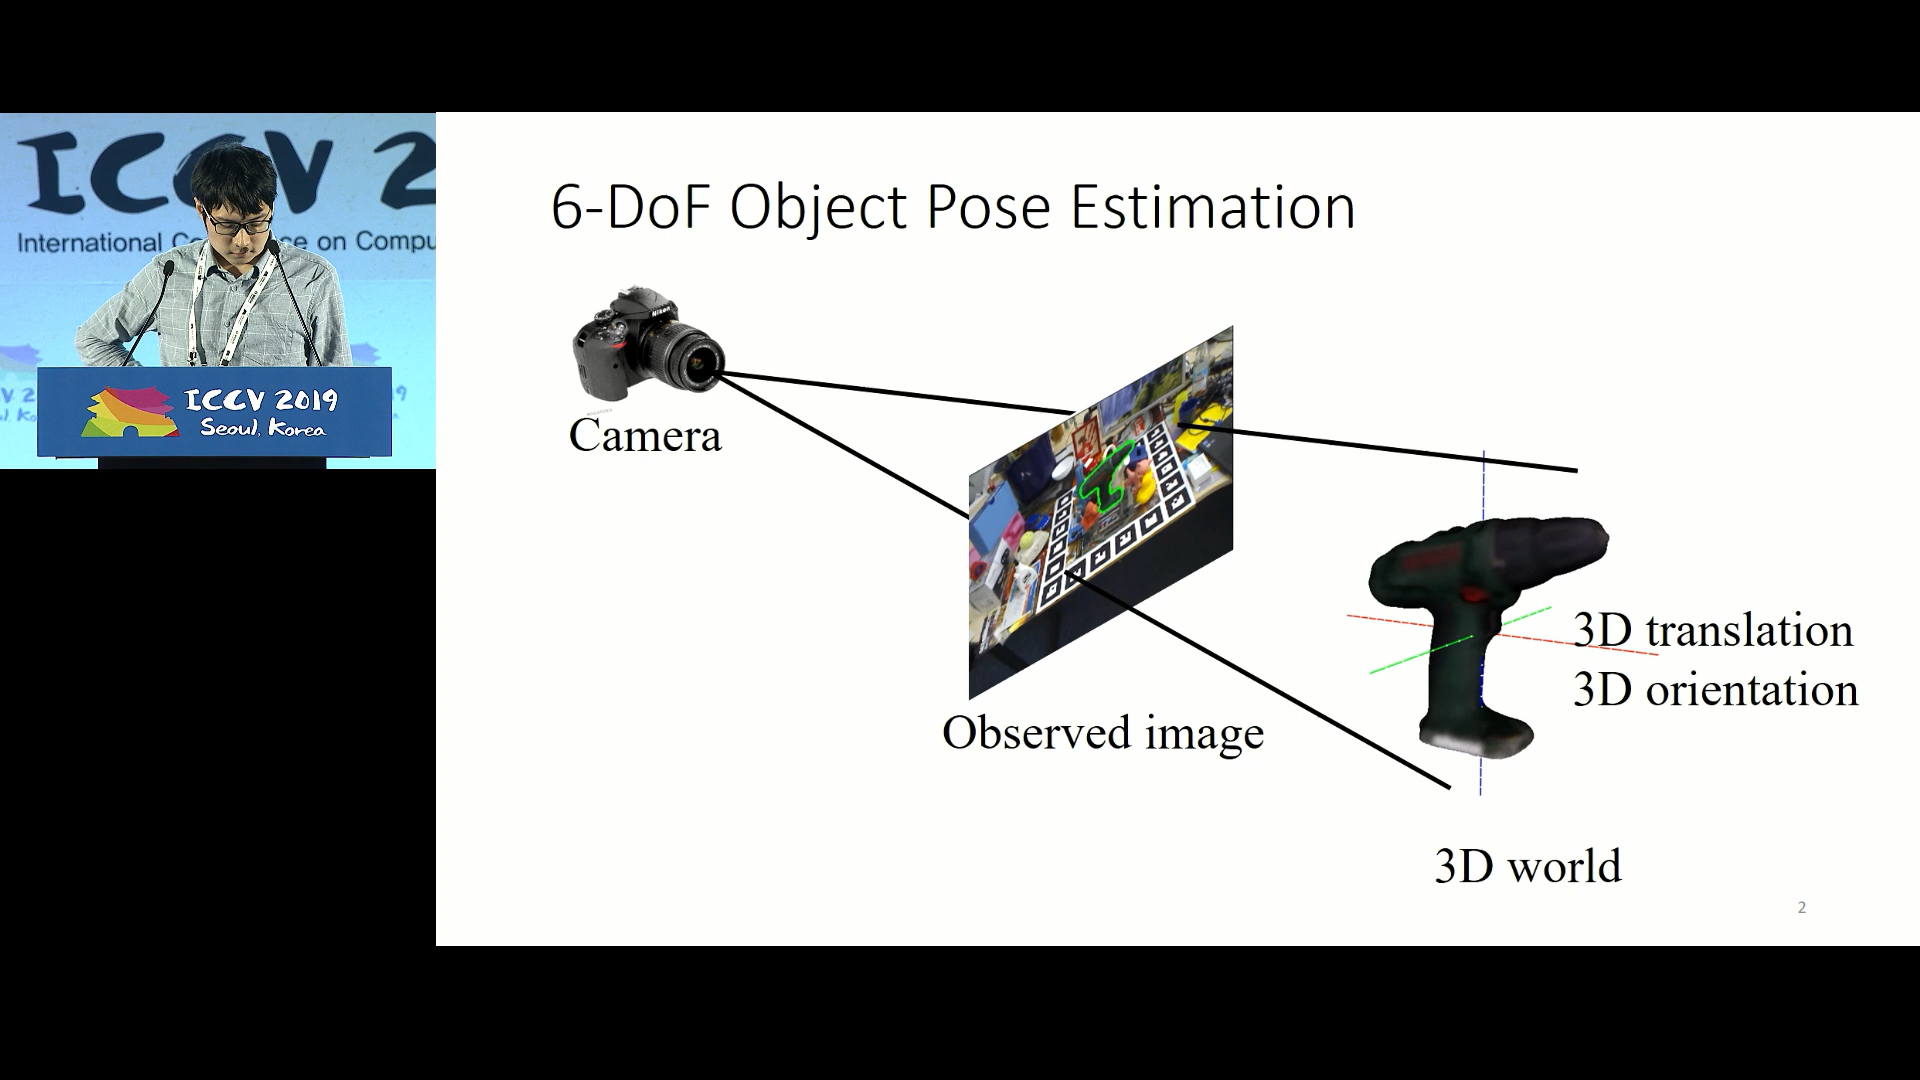 ICCV 2
International Co ce on Compu
ICCV 2019
Seoul, Korea
6-DoF Object Pose Estimation
Nikon
Camera
Observed image
3D translation
3D orientation
3D world
2